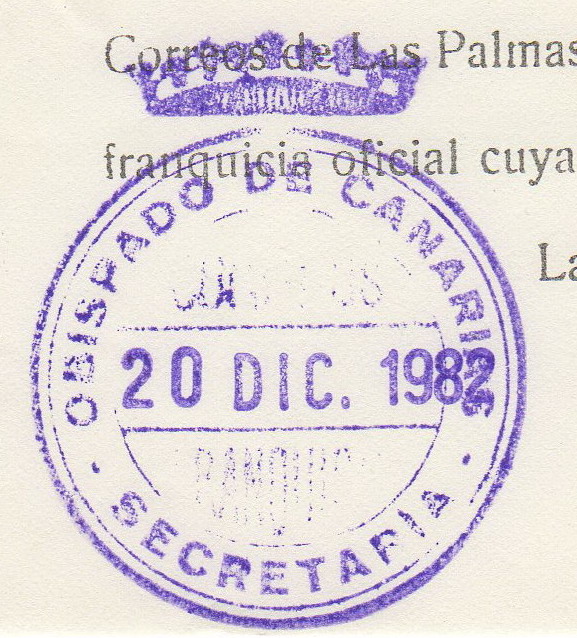 Correos de Las Palmas
franquicia oficial cuya
La
OBISPADO DE CANARIAS
20 DIC. 1982
· SECRETARIA ·